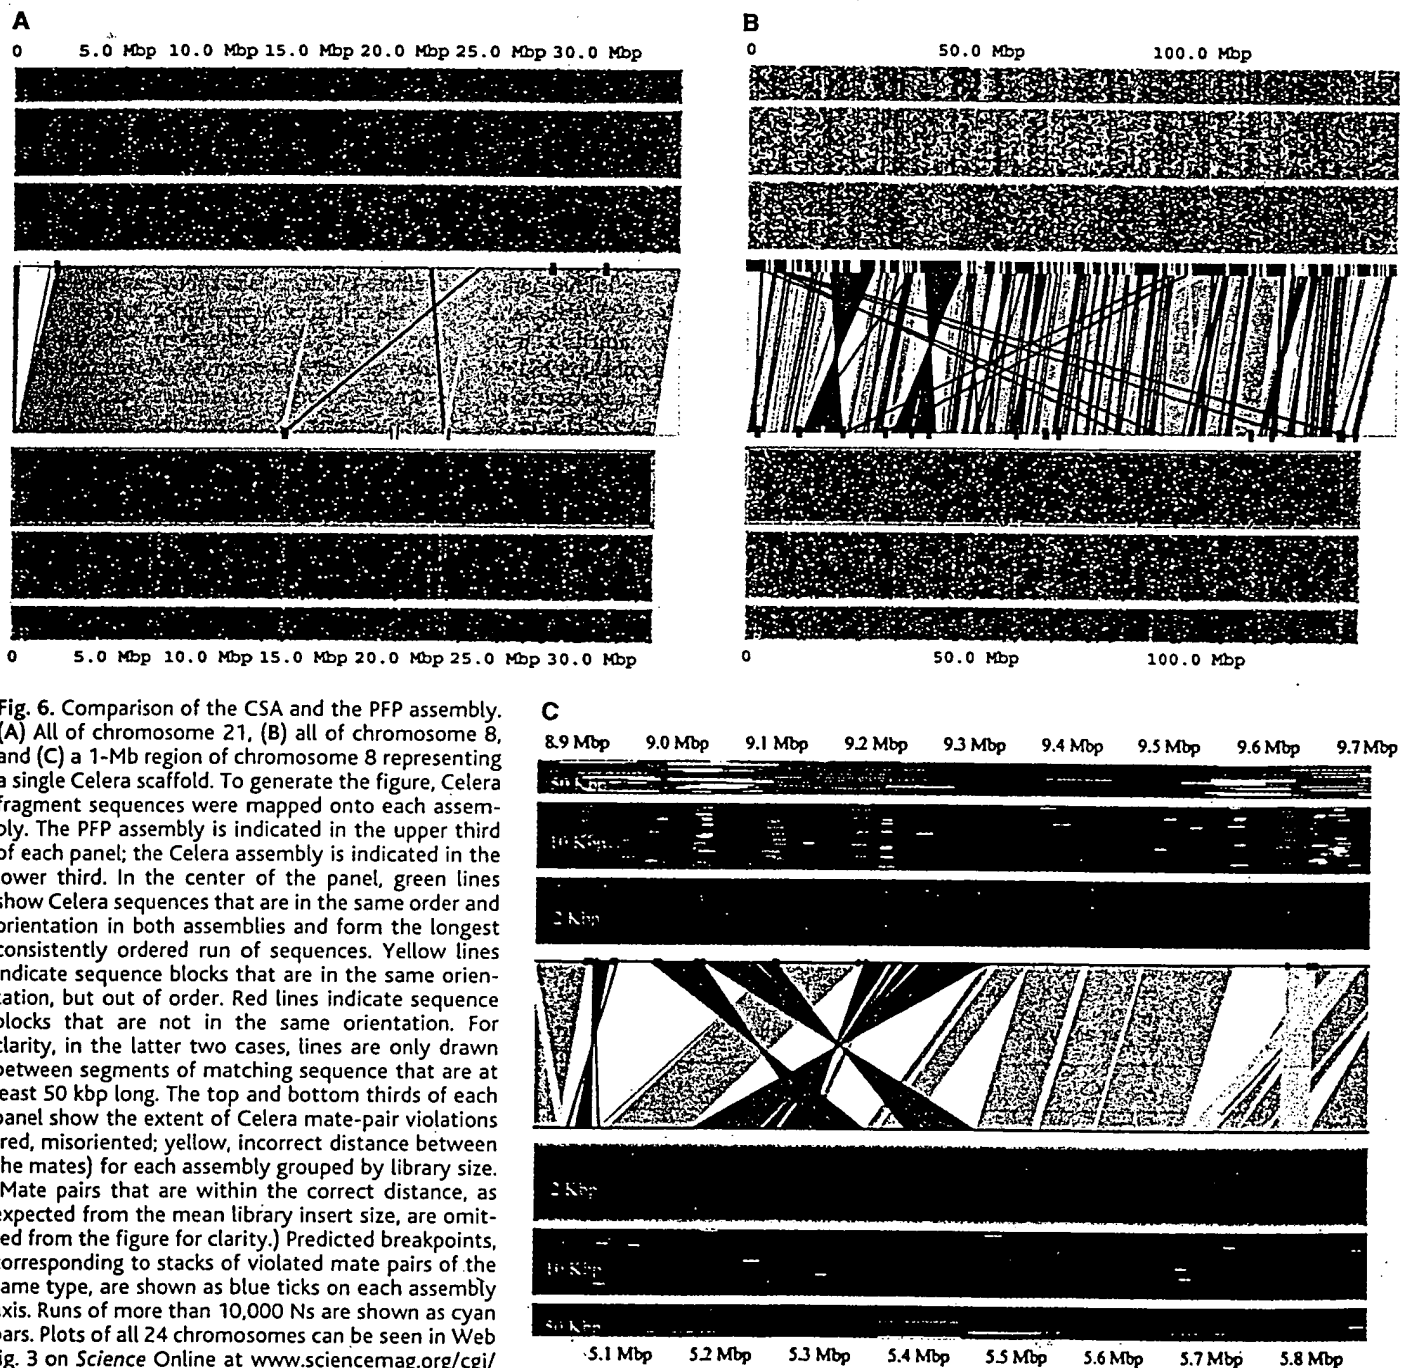 A
0 5.0 Mbp 10.0 Mbp 15.0 Mbp 20.0 Mbp 25.0 Mbp 30.0 Mbp
0 5.0 Mbp 10.0 Mbp 15.0 Mbp 20.0 Mbp 25.0 Mbp 30.0 Mbp
B
0 50.0 Mbp 100.0 Mbp
0 50.0 Mbp 100.0 Mbp
Fig. 6. Comparison of the CSA and the PFP assembly.
(A) All of chromosome 21, (B) all of chromosome 8,
and (C) a 1-Mb region of chromosome 8 representing
a single Celera scaffold. To generate the figure, Celera
fragment sequences were mapped onto each assem-
bly. The PFP assembly is indicated in the upper third
of each panel; the Celera assembly is indicated in the
lower third. In the center of the panel, green lines
show Celera sequences that are in the same order and
orientation in both assemblies and form the longest
consistently ordered run of sequences. Yellow lines
indicate sequence blocks that are in the same orien-
tation, but out of order. Red lines indicate sequence
blocks that are not in the same orientation. For
clarity, in the latter two cases, lines are only drawn
between segments of matching sequence that are at
least 50 kbp long. The top and bottom thirds of each
panel show the extent of Celera mate-pair violations
(red, misoriented; yellow, incorrect distance between
the mates) for each assembly grouped by library size.
(Mate pairs that are within the correct distance, as
expected from the mean library insert size, are omit-
ted from the figure for clarity.) Predicted breakpoints,
corresponding to stacks of violated mate pairs of the
same type, are shown as blue ticks on each assembly
axis. Runs of more than 10,000 Ns are shown as cyan
bars. Plots of all 24 chromosomes can be seen in Web
fig. 3 on Science Online at www.sciencemag.org/cgi/
C
8.9 Mbp 9.0 Mbp 9.1 Mbp 9.2 Mbp 9.3 Mbp 9.4 Mbp 9.5 Mbp 9.6 Mbp 9.7 Mbp
50 Kbp
10 Kbp
2 Kbp
2 Kbp
10 Kbp
50 Kbp
5.1 Mbp 5.2 Mbp 5.3 Mbp 5.4 Mbp 5.5 Mbp 5.6 Mbp 5.7 Mbp 5.8 Mbp